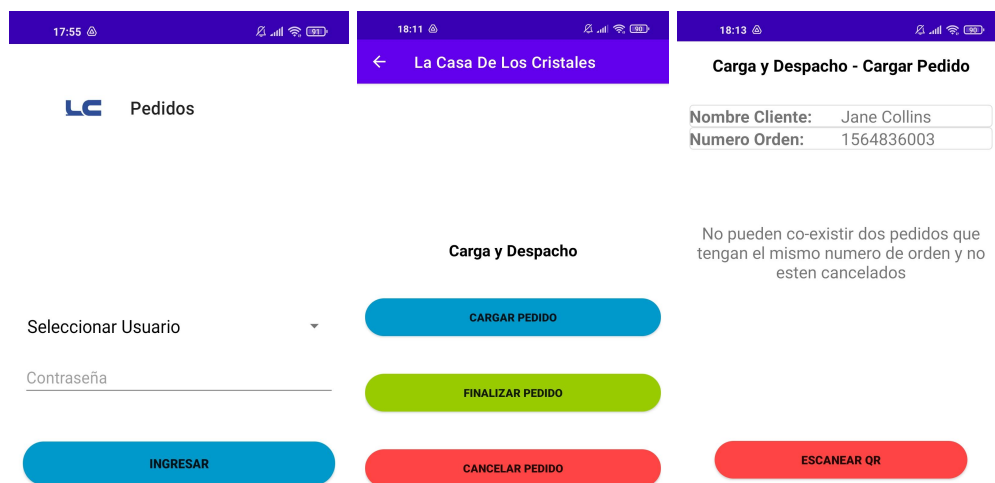 17:55
91
LC Pedidos
Seleccionar Usuario
Contraseña
INGRESAR
18:11
90
La Casa De Los Cristales
Carga y Despacho
CARGAR PEDIDO
FINALIZAR PEDIDO
CANCELAR PEDIDO
18:13
90
Carga y Despacho - Cargar Pedido
Nombre Cliente: Jane Collins
Numero Orden: 1564836003
No pueden co-existir dos pedidos que
tengan el mismo numero de orden y no
esten cancelados
ESCANEAR QR